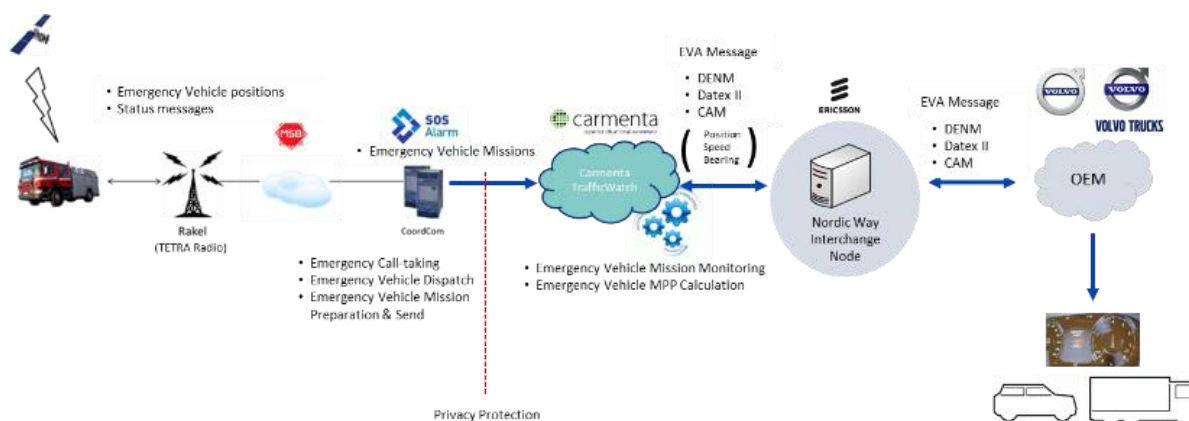 • Emergency Vehicle positions
• Status messages
MSB
SOS
Alarm
• Emergency Vehicle Missions
Rakel
(TETRA Radio)
CoordCom
• Emergency Call-taking
• Emergency Vehicle Dispatch
• Emergency Vehicle Mission
Preparation & Send
Privacy Protection
carmenta
Carmenta
TrafficWatch
• Emergency Vehicle Mission Monitoring
• Emergency Vehicle MPP Calculation
EVA Message
• DENM
• Datex II
• CAM
( Position
Speed
Bearing )
ERICSSON
Nordic Way
Interchange
Node
EVA Message
• DENM
• Datex II
• CAM
VOLVO
VOLVO
VOLVO TRUCKS
OEM